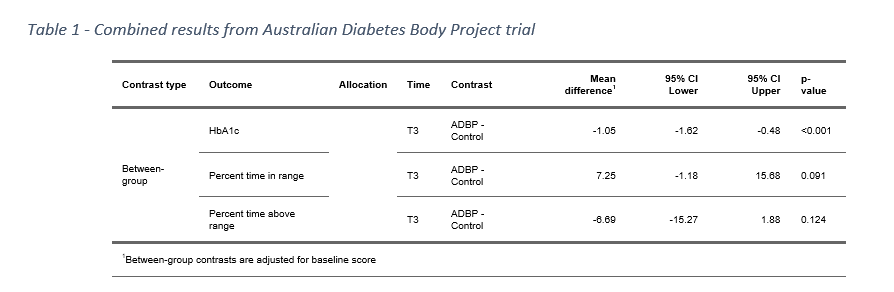 Table 1 - Combined results from Australian Diabetes Body Project trial
Contrast type Outcome Allocation Time Contrast Mean difference¹ 95% CI Lower 95% CI Upper p-value
Between-group
HbA1c T3 ADBP - Control -1.05 -1.62 -0.48 <0.001
Percent time in range T3 ADBP - Control 7.25 -1.18 15.68 0.091
Percent time above range T3 ADBP - Control -6.69 -15.27 1.88 0.124
¹Between-group contrasts are adjusted for baseline score